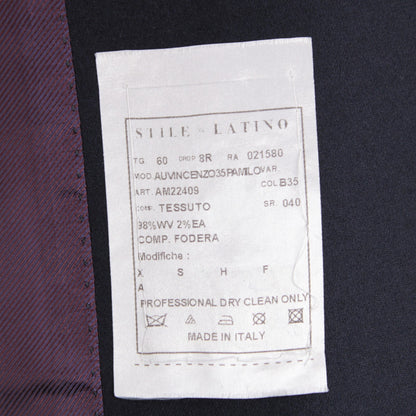 STILE LATINO
TG 60 DROP 8R RA 021580
MOD. AUVINCENZO35PAMILO VAR.
ART. AM22409 COL B35
COMP. TESSUTO SR. 040
98%WV 2%EA
COMP. FODERA
Modifiche :
X S H F
A
PROFESSIONAL DRY CLEAN ONLY
MADE IN ITALY